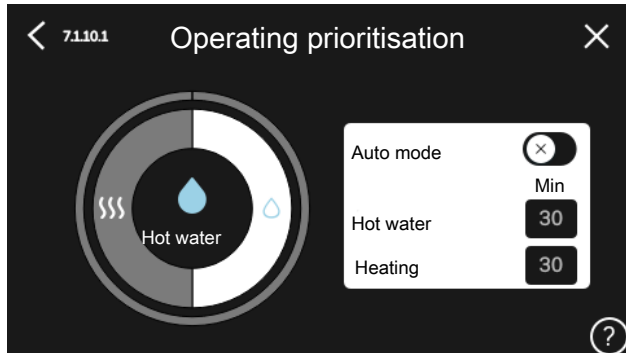 7.1.10.1 Operating prioritisation
Auto mode
Min
Hot water 30
Heating 30
Hot water
?